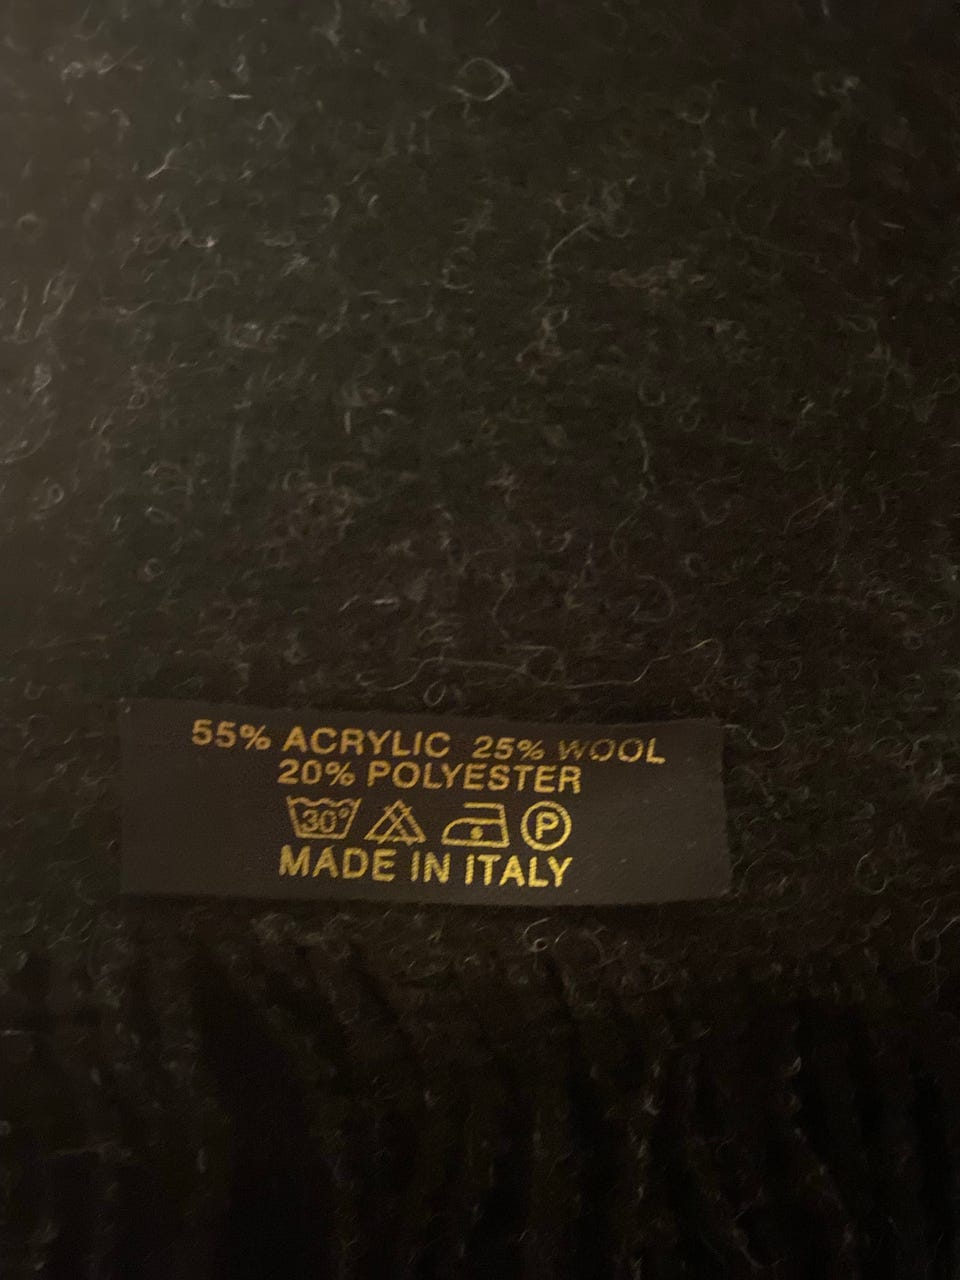 55% ACRYLIC 25% WOOL
20% POLYESTER
30° P
MADE IN ITALY